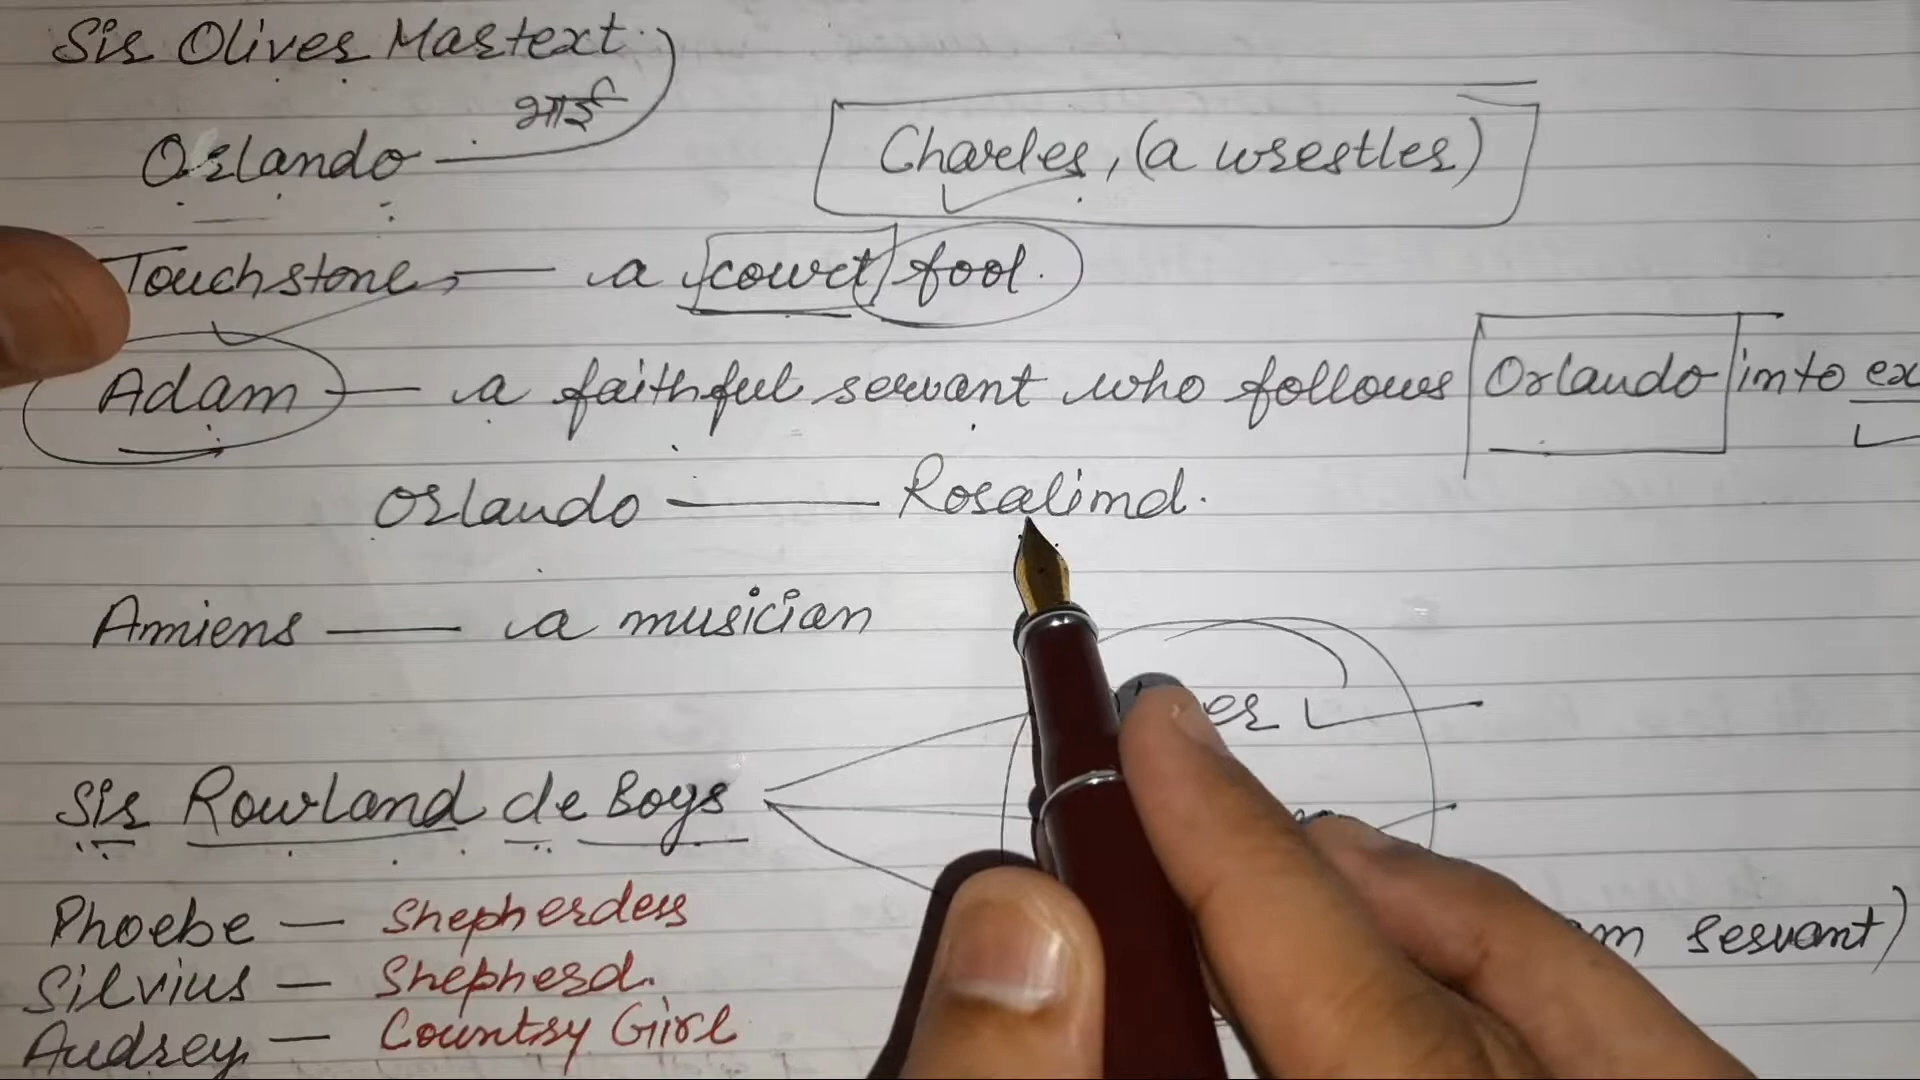 Sir Oliver Martext.
भाई
Orlando
Charles, (a wrestler)
Touchstone, — a court fool.
Adam — a faithful servant who follows Orlando into ex
Orlando — Rosalind.
Amiens — a musician
er
Sir Rowland de Boys
m servant)
Phoebe — Shepherdess
Silvius — Shepherd.
Audrey — Country Girl